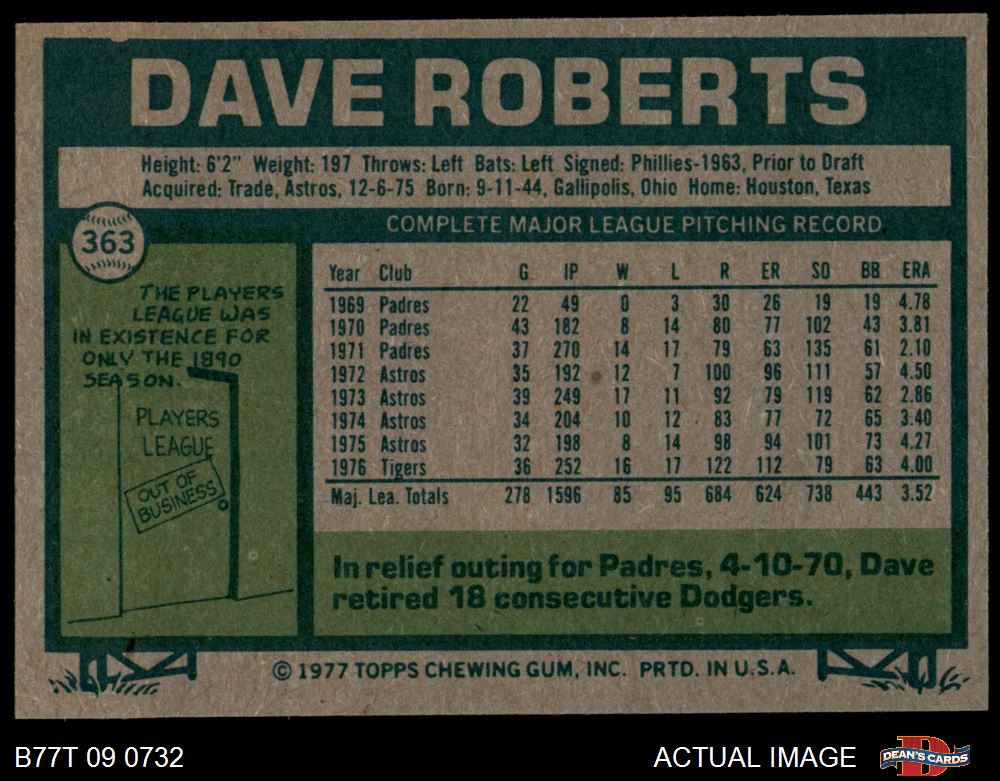 DAVE ROBERTS
Height: 6'2" Weight: 197 Throws: Left Bats: Left Signed: Phillies-1963, Prior to Draft
Acquired: Trade, Astros, 12-6-75 Born: 9-11-44, Gallipolis, Ohio Home: Houston, Texas
363
THE PLAYERS
LEAGUE WAS
IN EXISTENCE FOR
ONLY THE 1890
SEASON.
PLAYERS
LEAGUE
OUT OF
BUSINESS
COMPLETE MAJOR LEAGUE PITCHING RECORD
Year Club G IP W L R ER SO BB ERA
1969 Padres 22 49 0 3 30 26 19 19 4.78
1970 Padres 43 182 8 14 80 77 102 43 3.81
1971 Padres 37 270 14 17 79 63 135 61 2.10
1972 Astros 35 192 12 7 100 96 111 57 4.50
1973 Astros 39 249 17 11 92 79 119 62 2.86
1974 Astros 34 204 10 12 83 77 72 65 3.40
1975 Astros 32 198 8 14 98 94 101 73 4.27
1976 Tigers 36 252 16 17 122 112 79 63 4.00
Maj. Lea. Totals 278 1596 85 95 684 624 738 443 3.52
In relief outing for Padres, 4-10-70, Dave
retired 18 consecutive Dodgers.
© 1977 TOPPS CHEWING GUM, INC. PRTD. IN U.S.A.
B77T 09 0732
ACTUAL IMAGE
DEAN'S CARDS